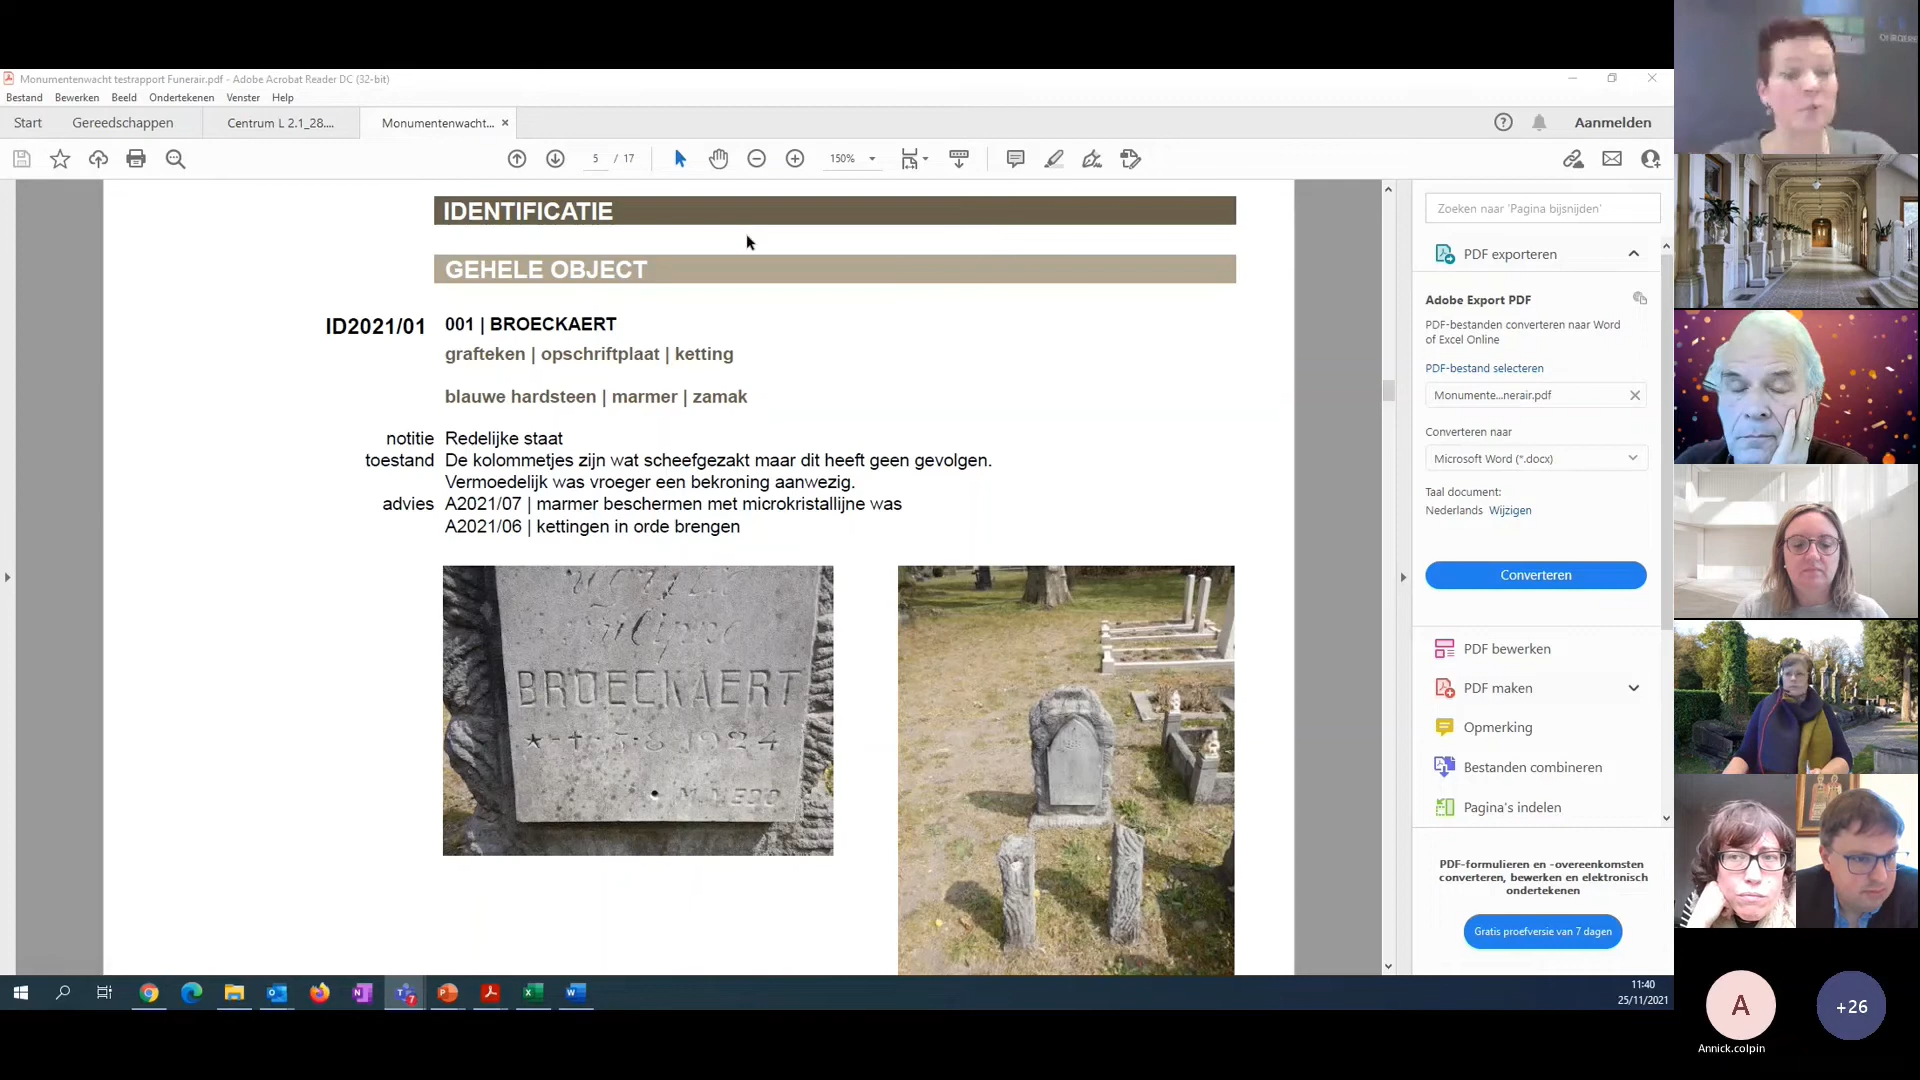 Monumentenwacht testrapport Funerair.pdf - Adobe Acrobat Reader DC (32-bit)
Bestand Bewerken Beeld Ondertekenen Venster Help
Start Gereedschappen Centrum L 2.1_28.... Monumentenwacht... Aanmelden
5 / 17 150%
IDENTIFICATIE
GEHELE OBJECT
ID2021/01 001 | BROECKAERT
grafteken | opschriftplaat | ketting
blauwe hardsteen | marmer | zamak
notitie Redelijke staat
toestand De kolommetjes zijn wat scheefgezakt maar dit heeft geen gevolgen.
Vermoedelijk was vroeger een bekroning aanwezig.
advies A2021/07 | marmer beschermen met microkristallijne was
A2021/06 | kettingen in orde brengen
BROECKAERT
Zoeken naar 'Pagina bijsnijden'
PDF exporteren
Adobe Export PDF
PDF-bestanden converteren naar Word
of Excel Online
PDF-bestand selecteren
Monumente...nerair.pdf
Converteren naar
Microsoft Word (*.docx)
Taal document:
Nederlands Wijzigen
Converteren
PDF bewerken
PDF maken
Opmerking
Bestanden combineren
Pagina's indelen
PDF-formulieren en -overeenkomsten
converteren, bewerken en elektronisch
ondertekenen
Gratis proefversie van 7 dagen
11:40
25/11/2021
A
Annick.colpin
+26